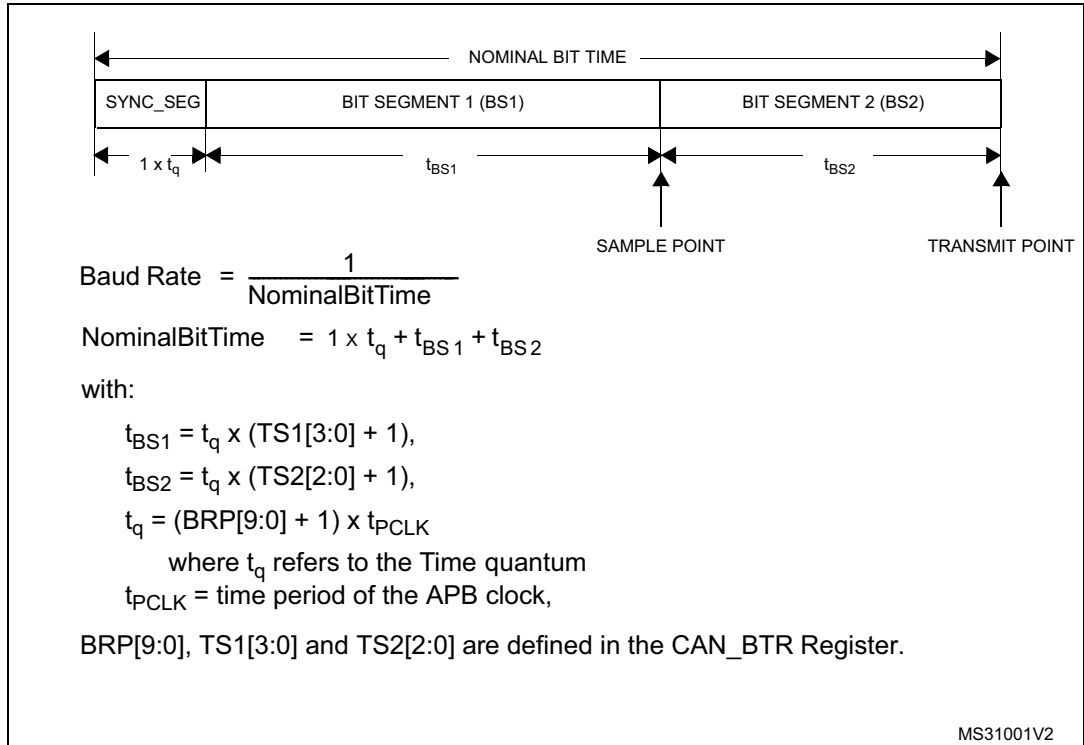 NOMINAL BIT TIME
SYNC_SEG BIT SEGMENT 1 (BS1) BIT SEGMENT 2 (BS2)
1 x tq tBS1 tBS2
SAMPLE POINT TRANSMIT POINT
Baud Rate = 1
NominalBitTime
NominalBitTime = 1 × tq + tBS1 + tBS2
with:
tBS1 = tq x (TS1[3:0] + 1),
tBS2 = tq x (TS2[2:0] + 1),
tq = (BRP[9:0] + 1) x tPCLK
where tq refers to the Time quantum
tPCLK = time period of the APB clock,
BRP[9:0], TS1[3:0] and TS2[2:0] are defined in the CAN_BTR Register.
MS31001V2